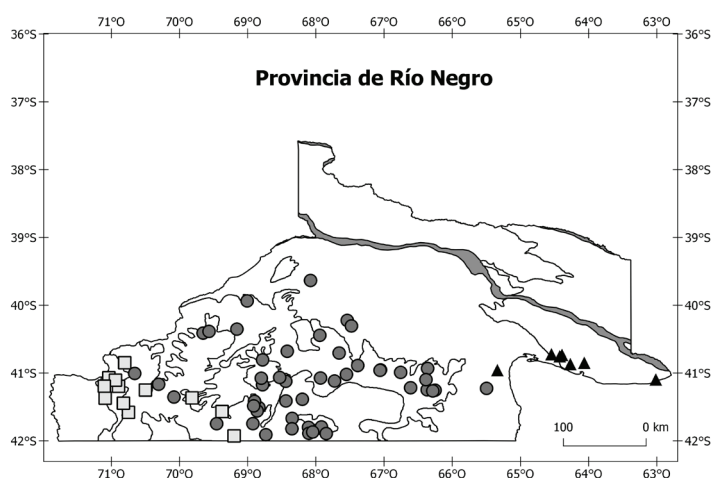 71°O 70°O 69°O 68°O 67°O 66°O 65°O 64°O 63°O
36°S 36°S
Provincia de Río Negro
37°S 37°S
38°S 38°S
39°S 39°S
40°S 40°S
41°S 41°S
100 0 km
42°S 42°S
71°O 70°O 69°O 68°O 67°O 66°O 65°O 64°O 63°O